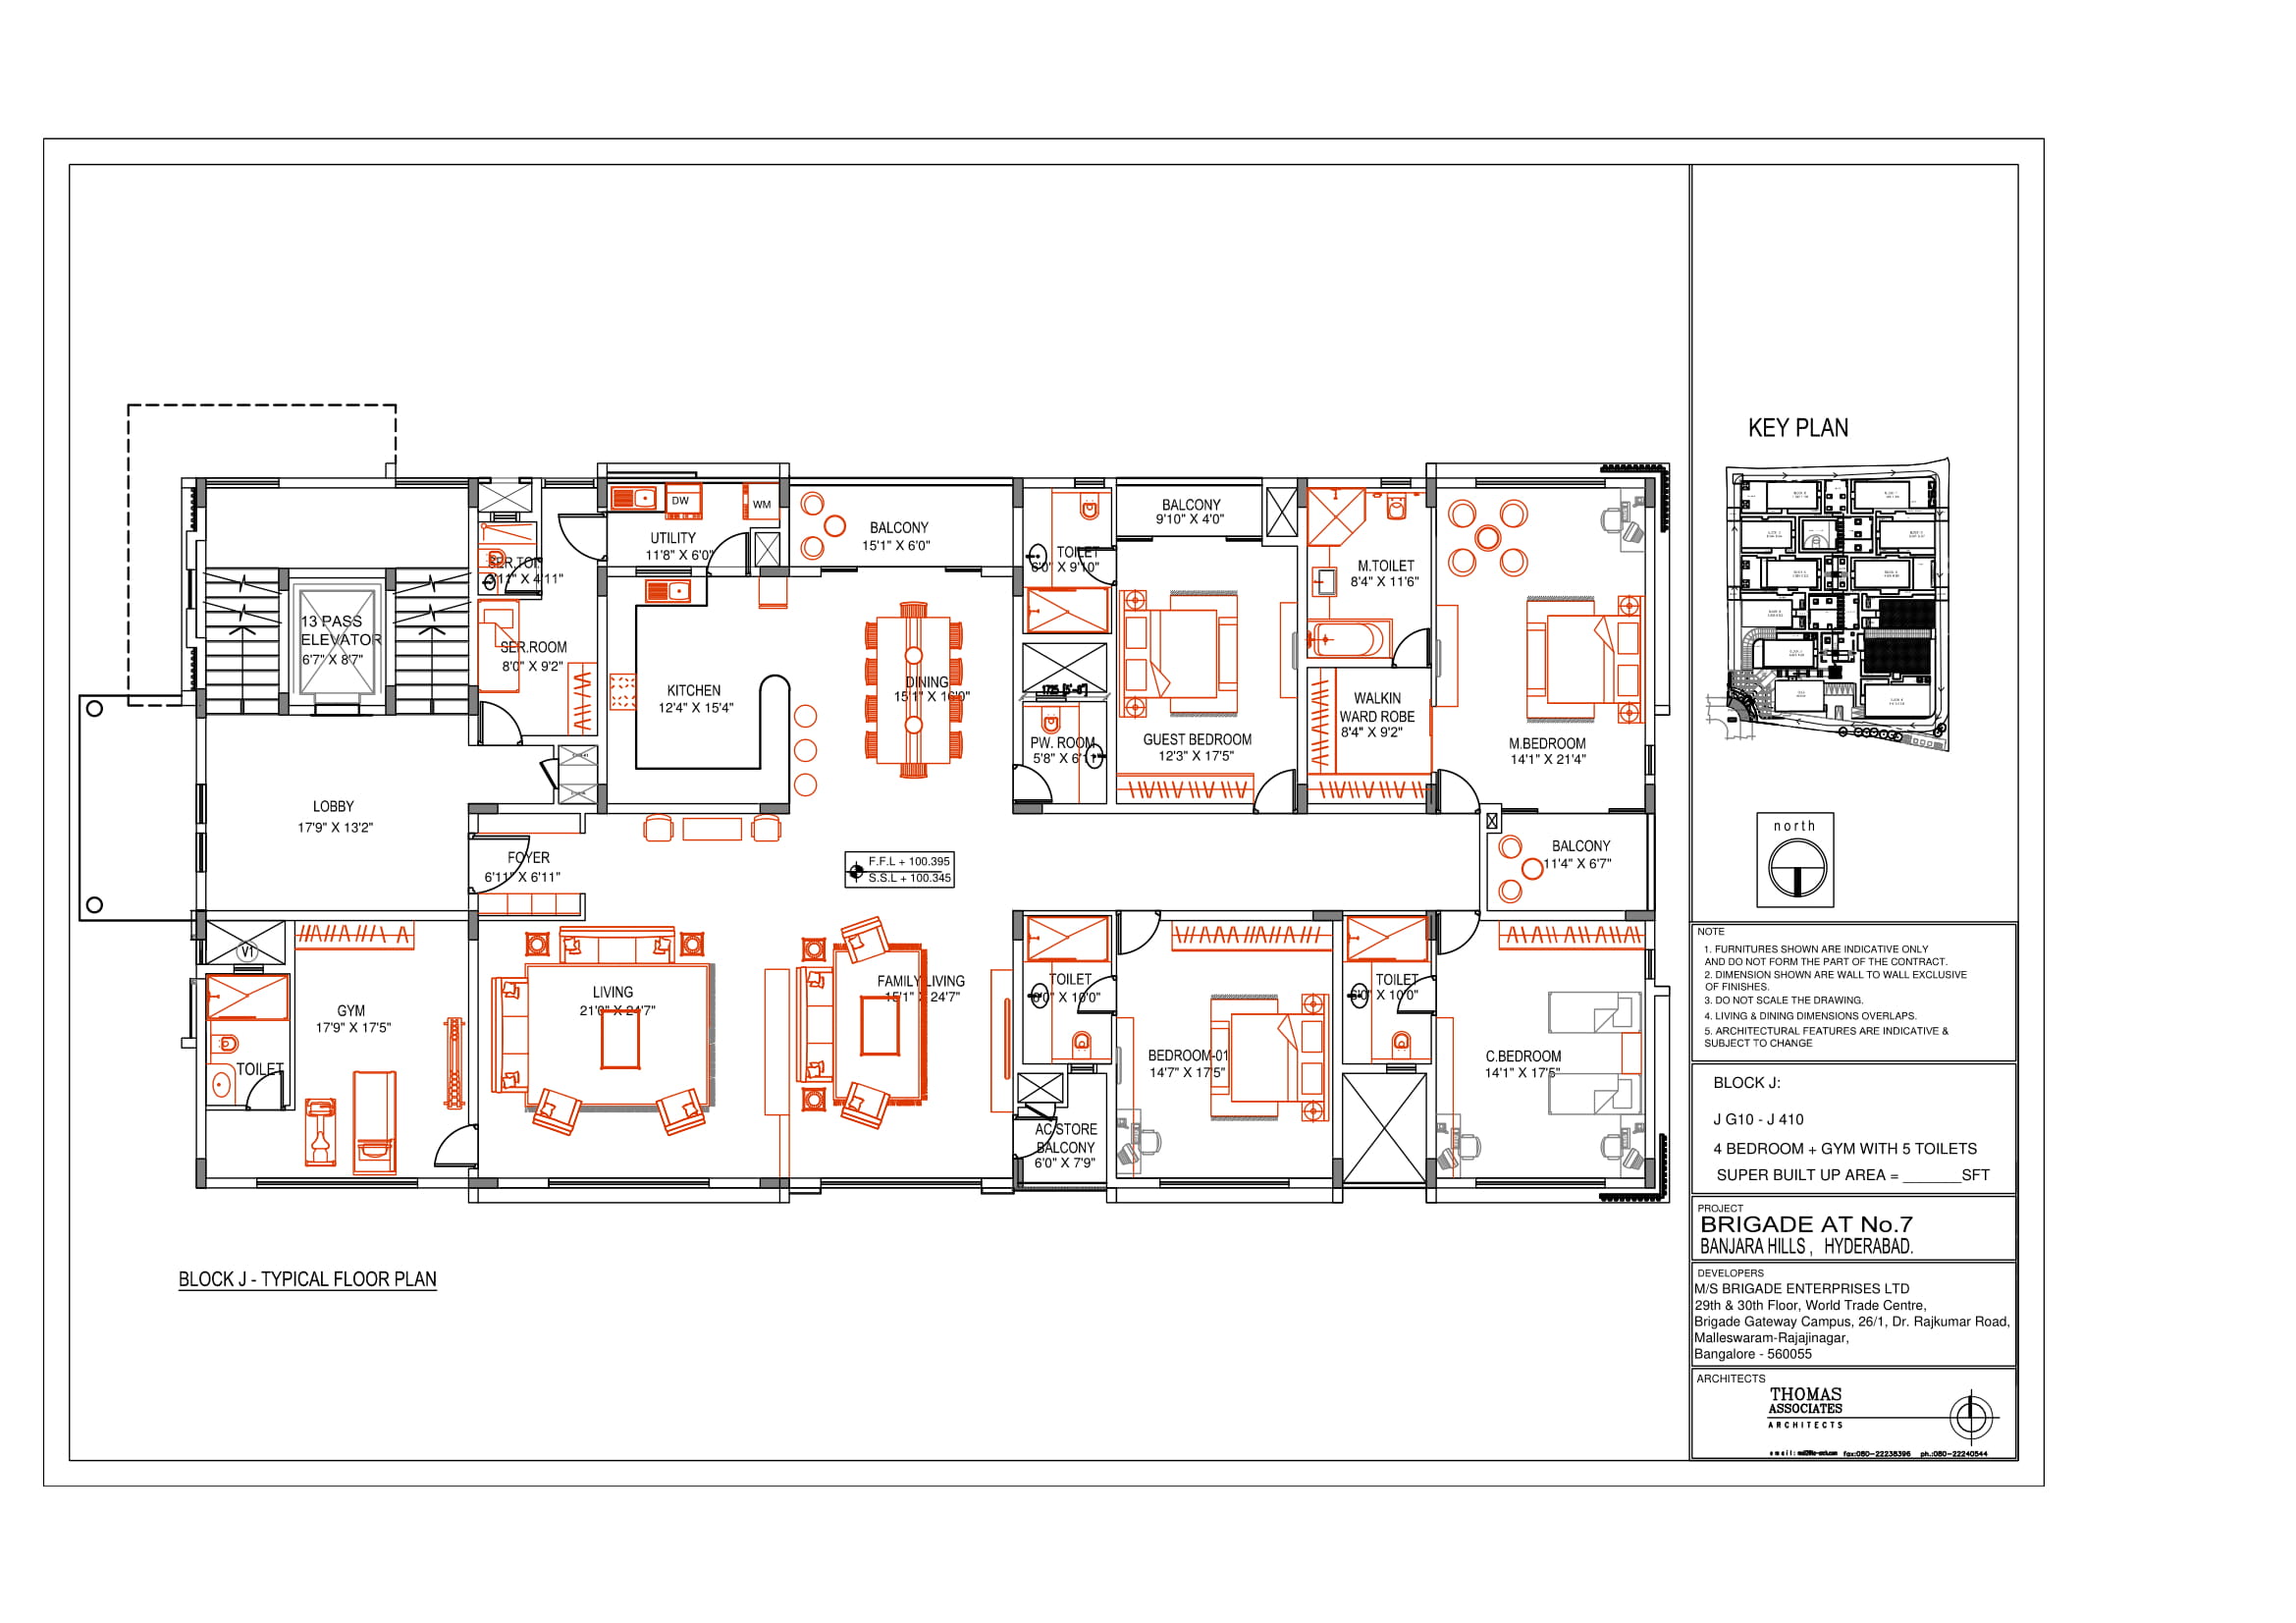 BALCONY
9'10" X 4'0"
DW
WM
UTILITY
11'8" X 6'0"
BALCONY
15'1" X 6'0"
TOILET
6'0" X 9'10"
M.TOILET
8'4" X 11'6"
SER.TOI.
13 PASS
ELEVATOR
6'7" X 8'7"
SER.ROOM
8'0" X 9'2"
KITCHEN
12'4" X 15'4"
DINING
15'1" X 16'9"
PW. ROOM
5'8" X 6'11"
GUEST BEDROOM
12'3" X 17'5"
WALKIN
WARD ROBE
8'4" X 9'2"
M.BEDROOM
14'1" X 21'4"
LOBBY
17'9" X 13'2"
FOYER
6'11" X 6'11"
F.F.L + 100.395
S.S.L + 100.345
BALCONY
11'4" X 6'7"
V1
GYM
17'9" X 17'5"
TOILET
LIVING
21'0" X 24'7"
FAMILY LIVING
15'1" X 24'7"
TOILET
6'0" X 10'0"
BEDROOM-01
14'7" X 17'5"
TOILET
6'0" X 10'0"
C.BEDROOM
14'1" X 17'5"
AC/STORE
BALCONY
6'0" X 7'9"
BLOCK J - TYPICAL FLOOR PLAN
KEY PLAN
north
NOTE
1. FURNITURES SHOWN ARE INDICATIVE ONLY
AND DO NOT FORM THE PART OF THE CONTRACT.
2. DIMENSION SHOWN ARE WALL TO WALL EXCLUSIVE
OF FINISHES.
3. DO NOT SCALE THE DRAWING.
4. LIVING & DINING DIMENSIONS OVERLAPS.
5. ARCHITECTURAL FEATURES ARE INDICATIVE &
SUBJECT TO CHANGE
BLOCK J:
J G10 - J 410
4 BEDROOM + GYM WITH 5 TOILETS
SUPER BUILT UP AREA = _______SFT
PROJECT
BRIGADE AT No.7
BANJARA HILLS , HYDERABAD.
DEVELOPERS
M/S BRIGADE ENTERPRISES LTD
29th & 30th Floor, World Trade Centre,
Brigade Gateway Campus, 26/1, Dr. Rajkumar Road,
Malleswaram-Rajajinagar,
Bangalore - 560055
ARCHITECTS
THOMAS
ASSOCIATES
ARCHITECTS
email: fax:080-22238396 ph.:080-22240544